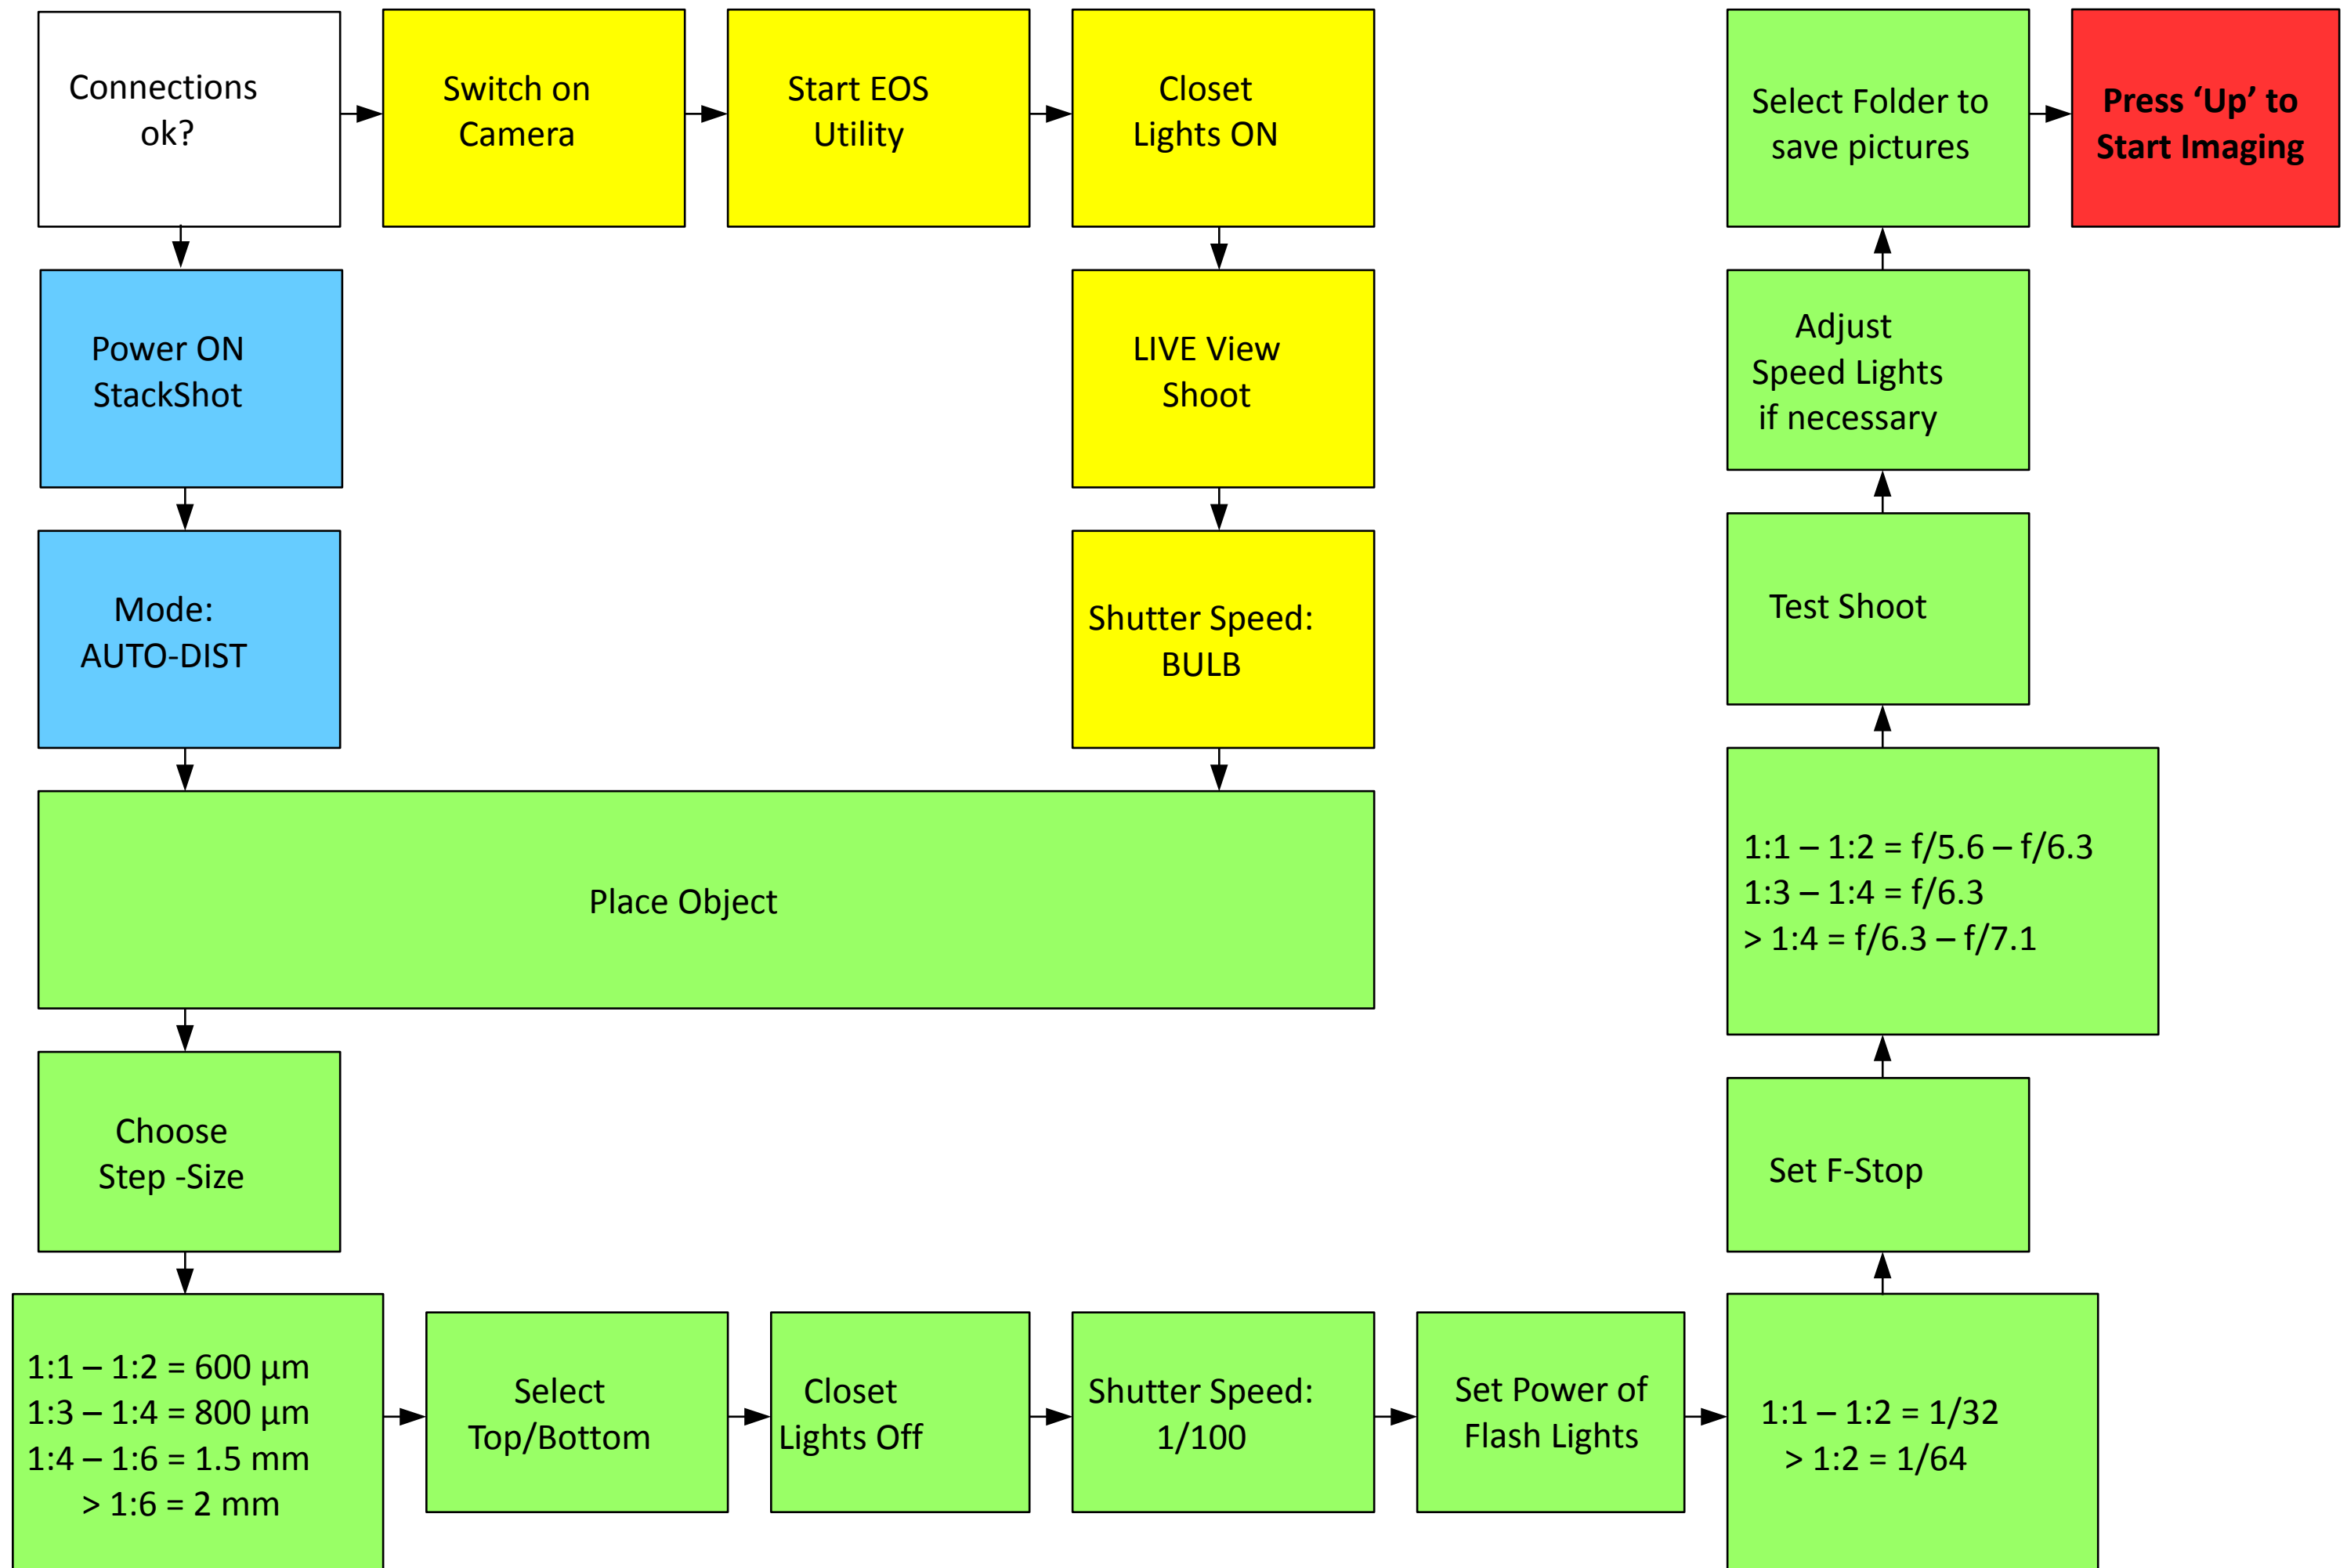 Connections
ok?
Switch on
Camera
Start EOS
Utility
Closet
Lights ON
Power ON
StackShot
LIVE View
Shoot
Mode:
AUTO-DIST
Shutter Speed:
BULB
Place Object
Choose
Step -Size
1:1 – 1:2 = 600 µm
1:3 – 1:4 = 800 µm
1:4 – 1:6 = 1.5 mm
> 1:6 = 2 mm
Select
Top/Bottom
Closet
Lights Off
Shutter Speed:
1/100
Set Power of
Flash Lights
1:1 – 1:2 = 1/32
> 1:2 = 1/64
Set F-Stop
1:1 – 1:2 = f/5.6 – f/6.3
1:3 – 1:4 = f/6.3
> 1:4 = f/6.3 – f/7.1
Test Shoot
Adjust
Speed Lights
if necessary
Select Folder to
save pictures
Press ‘Up’ to
Start Imaging